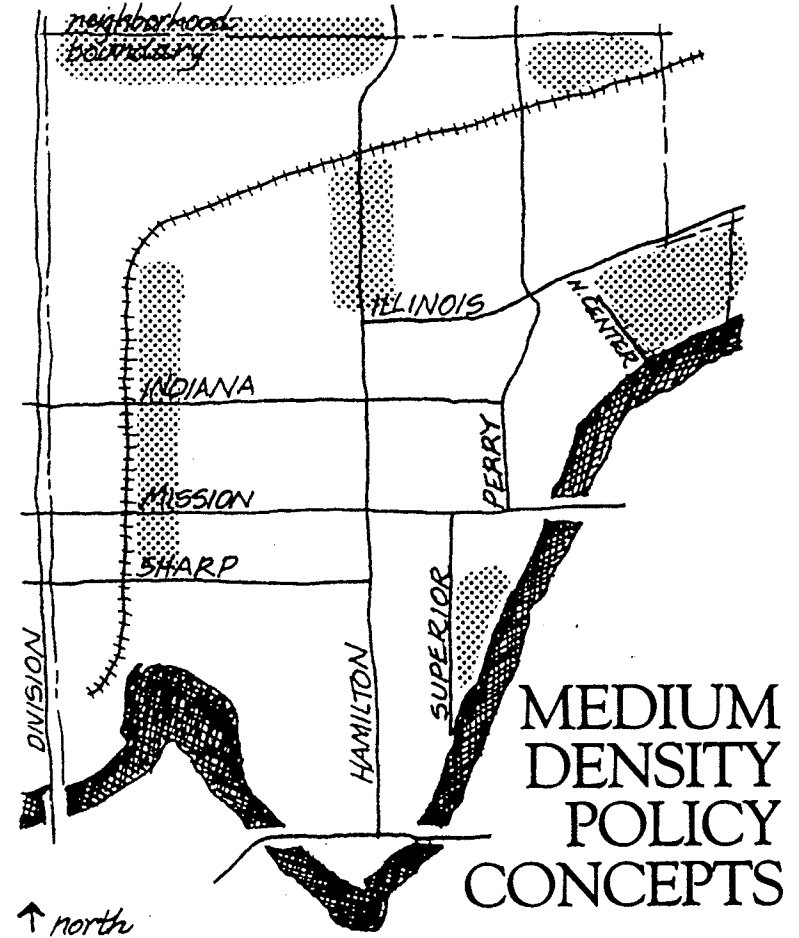 neighborhood
boundary
ILLINOIS
N. CENTER
INDIANA
PERRY
MISSION
SHARP
SUPERIOR
DIVISION
HAMILTON
MEDIUM
DENSITY
POLICY
CONCEPTS
north